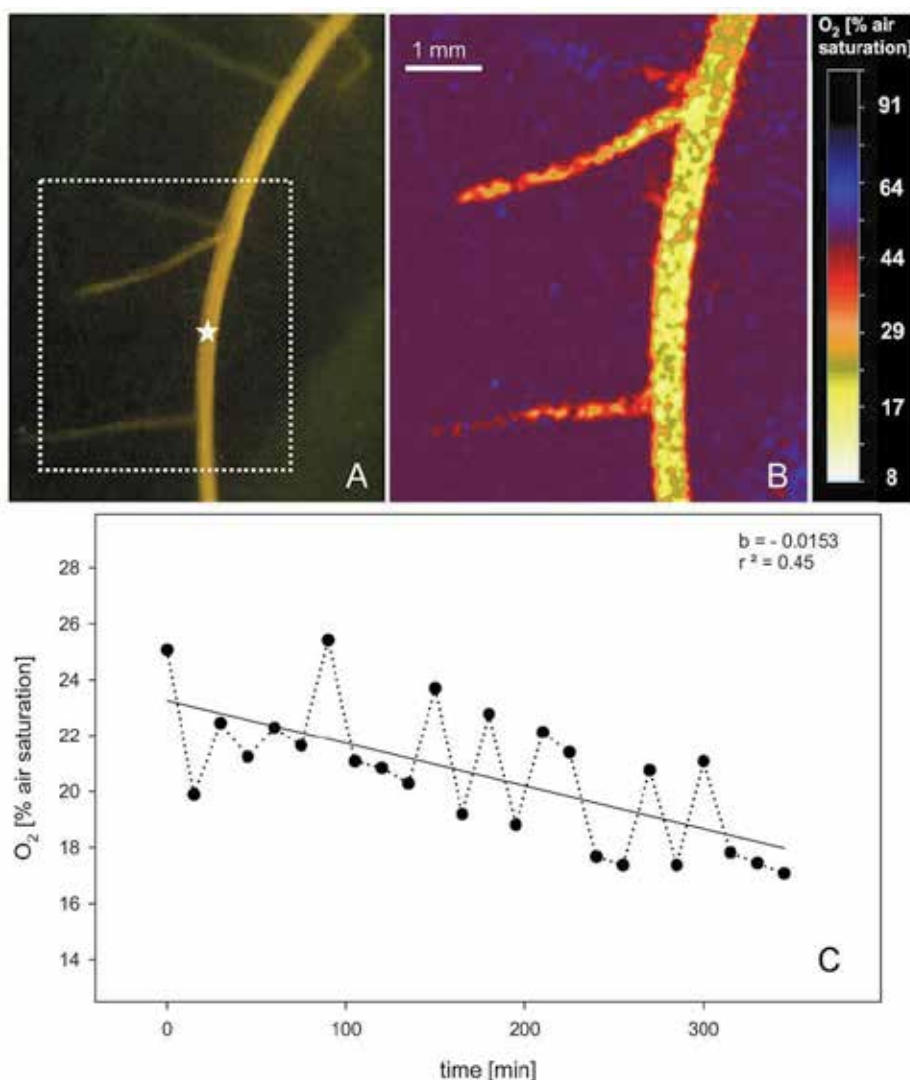 O₂ [% air
saturation]
1 mm
91
64
44
29
17
8
A
B
b = - 0.0153
r ² = 0.45
28
26
24
22
20
18
16
14
O₂ [% air saturation]
C
0
100
200
300
time [min]